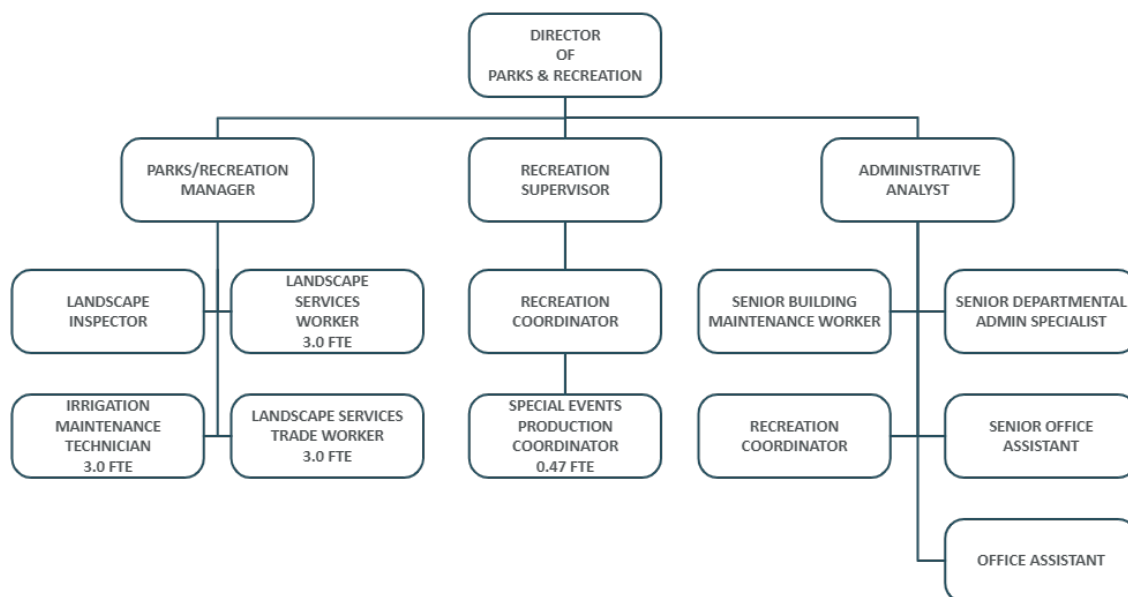 DIRECTOR
OF
PARKS & RECREATION
PARKS/RECREATION
MANAGER
RECREATION
SUPERVISOR
ADMINISTRATIVE
ANALYST
LANDSCAPE
INSPECTOR
LANDSCAPE
SERVICES
WORKER
3.0 FTE
RECREATION
COORDINATOR
SENIOR BUILDING
MAINTENANCE WORKER
SENIOR DEPARTMENTAL
ADMIN SPECIALIST
IRRIGATION
MAINTENANCE
TECHNICIAN
3.0 FTE
LANDSCAPE SERVICES
TRADE WORKER
3.0 FTE
SPECIAL EVENTS
PRODUCTION
COORDINATOR
0.47 FTE
RECREATION
COORDINATOR
SENIOR OFFICE
ASSISTANT
OFFICE ASSISTANT